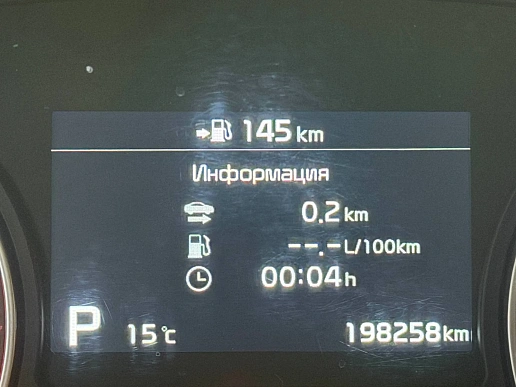 145 km
Информация
0.2 km
--.- L/100km
00:04 h
P 15°C 198258 km